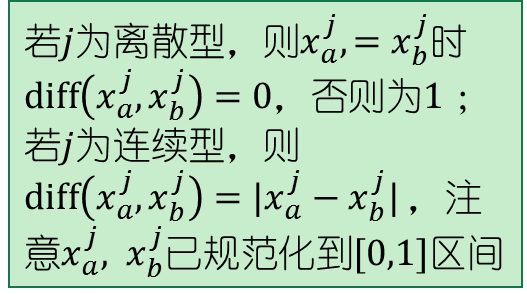 若j为离散型，则x_a^j,= x_b^j时
diff(x_a^j,x_b^j) = 0，否则为1；
若j为连续型，则
diff(x_a^j,x_b^j) = |x_a^j − x_b^j|，注
意x_a^j, x_b^j已规范化到[0,1]区间